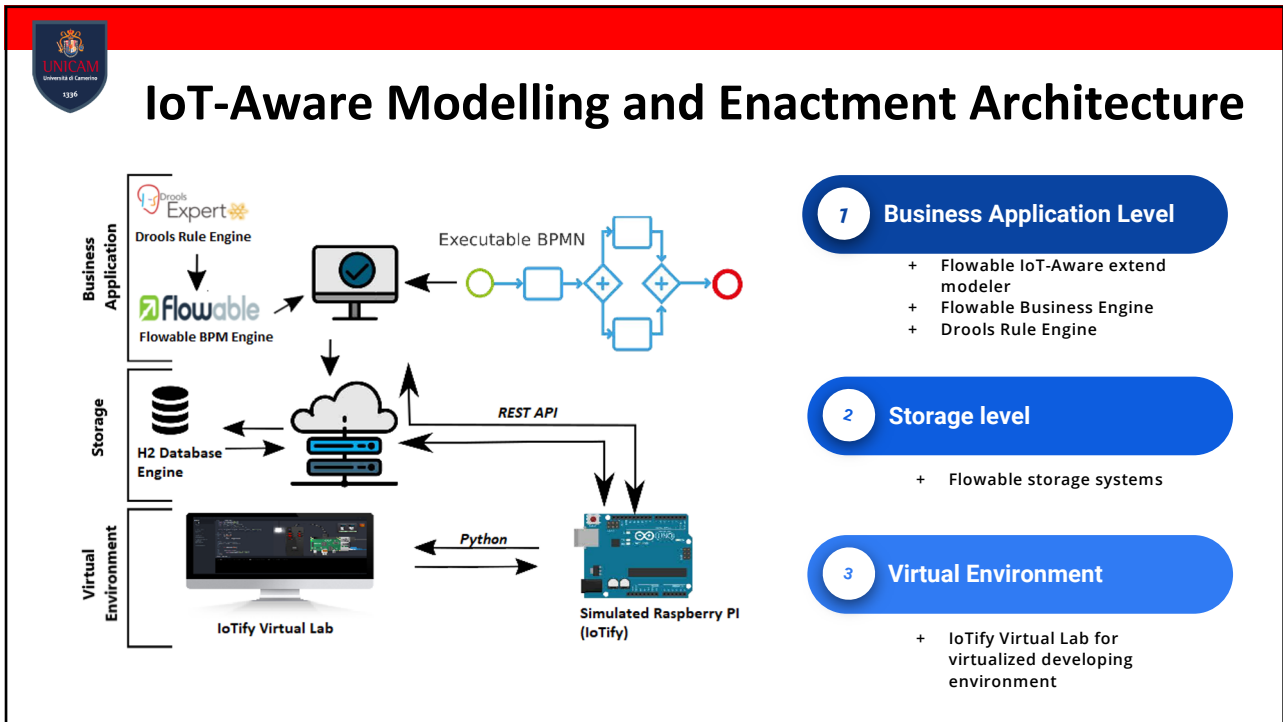 UNICAM
Università di Camerino
1336
IoT-Aware Modelling and Enactment Architecture
Business
Application
Drools
Expert
Drools Rule Engine
Flowable
Flowable BPM Engine
Executable BPMN
Storage
H2 Database
Engine
REST API
Virtual
Environment
IoTify Virtual Lab
Python
UNO
Simulated Raspberry PI
(IoTify)
1
Business Application Level
+ Flowable IoT-Aware extend
modeler
+ Flowable Business Engine
+ Drools Rule Engine
2
Storage level
+ Flowable storage systems
3
Virtual Environment
+ IoTify Virtual Lab for
virtualized developing
environment